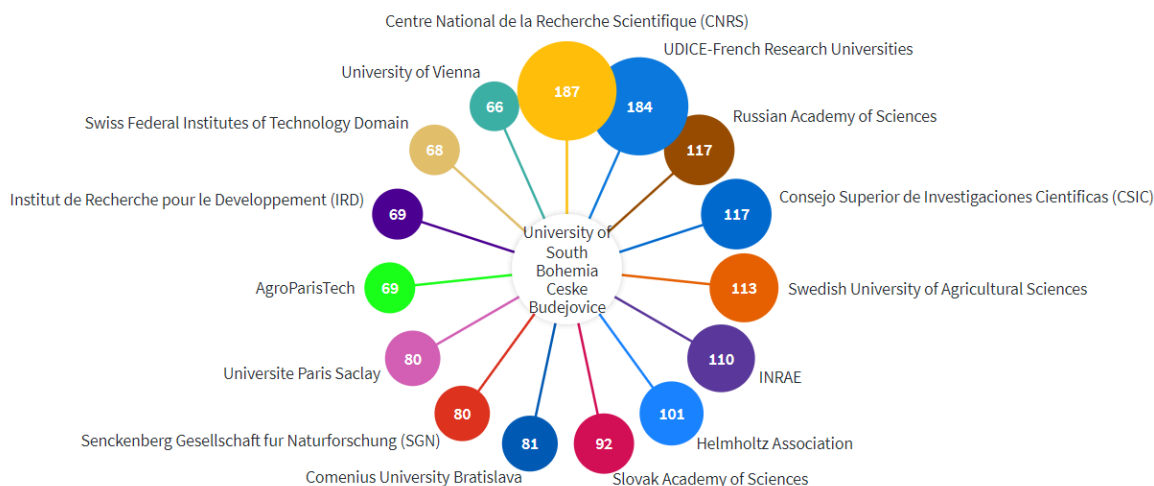 Centre National de la Recherche Scientifique (CNRS)
187
UDICE-French Research Universities
184
Russian Academy of Sciences
117
Consejo Superior de Investigaciones Científicas (CSIC)
117
Swedish University of Agricultural Sciences
113
INRAE
110
Helmholtz Association
101
Slovak Academy of Sciences
92
Comenius University Bratislava
81
Senckenberg Gesellschaft fur Naturforschung (SGN)
80
Universite Paris Saclay
80
AgroParisTech
69
Institut de Recherche pour le Developpement (IRD)
69
Swiss Federal Institutes of Technology Domain
68
University of Vienna
66
University of
South
Bohemia
Ceske
Budejovice